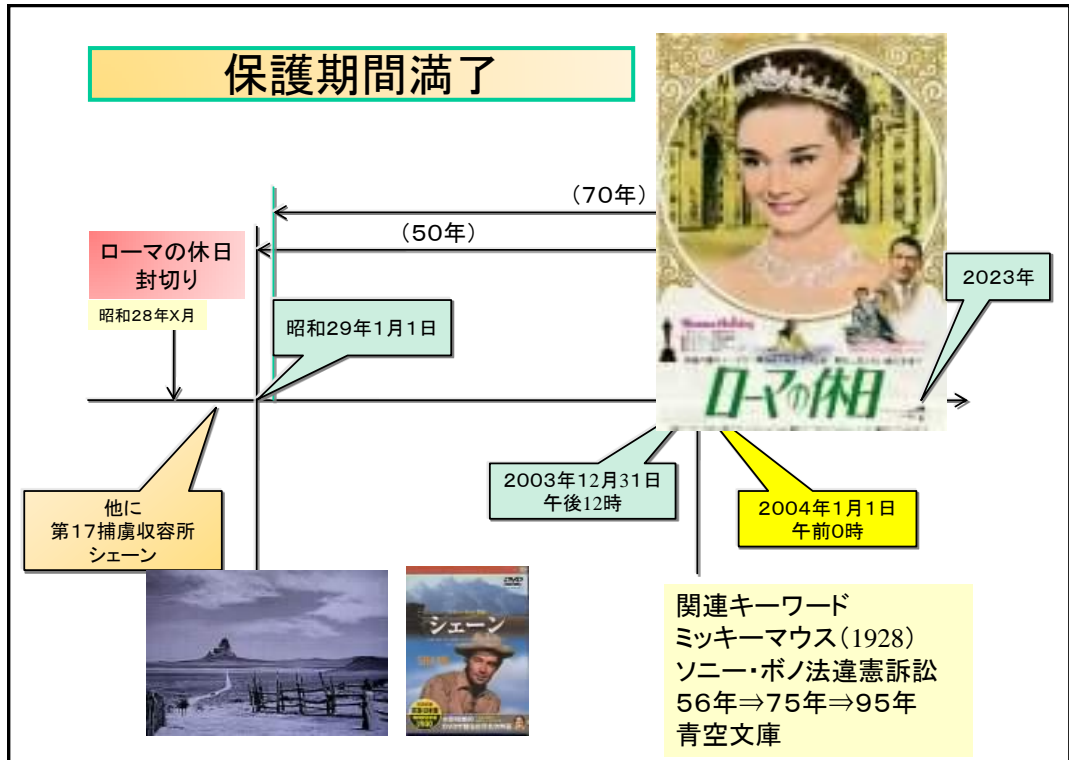 保護期間満了
(70年)
(50年)
ローマの休日
封切り
昭和28年X月
昭和29年1月1日
2023年
ローマの休日
2003年12月31日
午後12時
2004年1月1日
午前0時
他に
第17捕虜収容所
シェーン
DVD
シェーン
関連キーワード
ミッキーマウス(1928)
ソニー・ボノ法違憲訴訟
56年⇒75年⇒95年
青空文庫